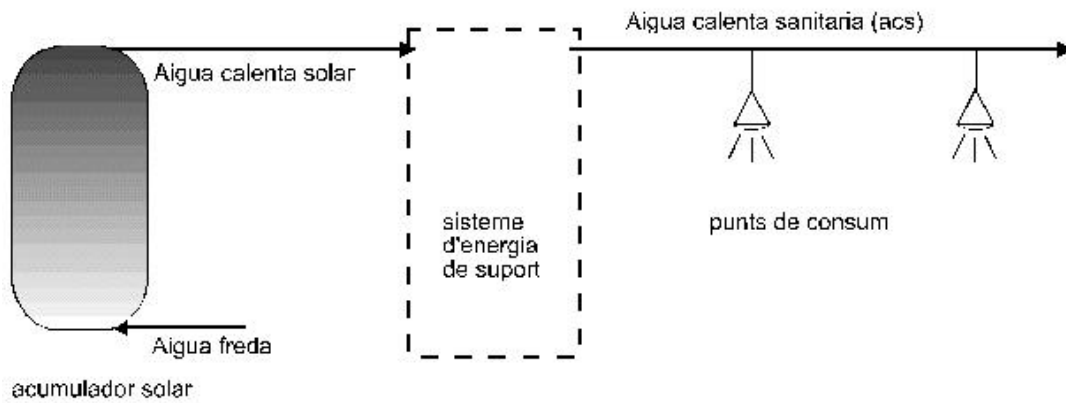 Aigua calenta sanitaria (acs)
Aigua calenta solar
sisteme
d'energia
de suport
punts de consum
Aigua freda
acumulador solar